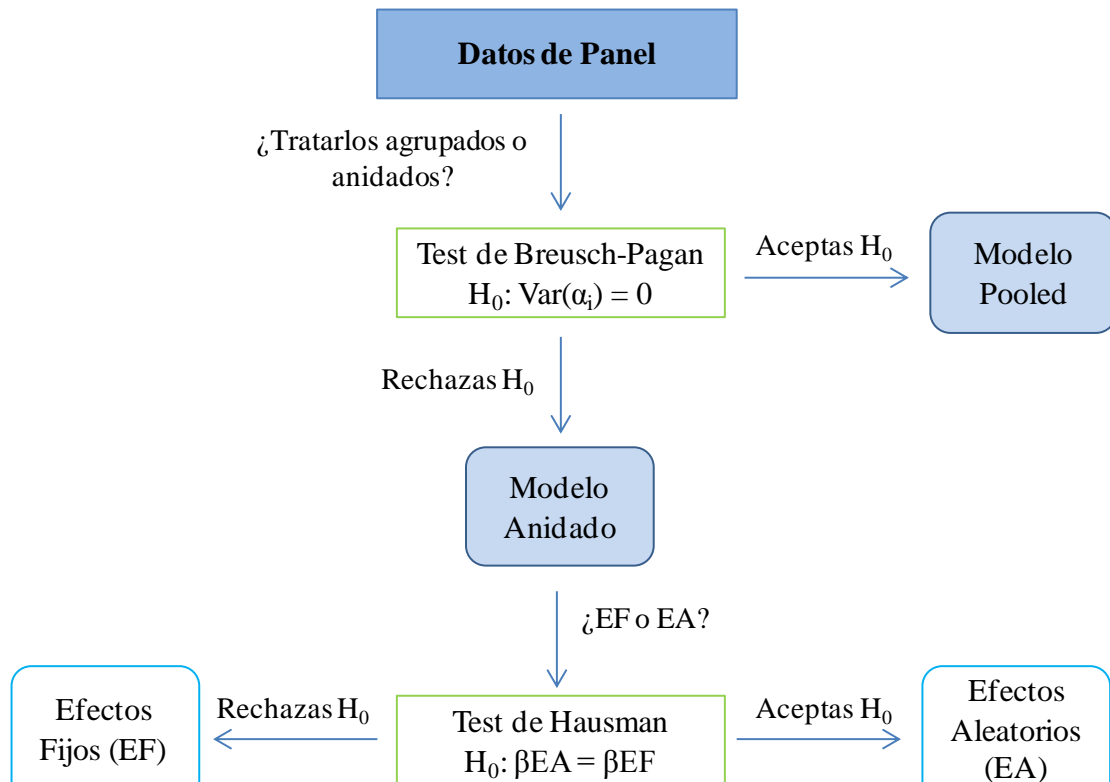 Datos de Panel
¿Tratarlos agrupados o
anidados?
Test de Breusch-Pagan
H₀: Var(αᵢ) = 0
Aceptas H₀
Modelo
Pooled
Rechazas H₀
Modelo
Anidado
¿EF o EA?
Efectos
Fijos (EF)
Rechazas H₀
Test de Hausman
H₀: βEA = βEF
Aceptas H₀
Efectos
Aleatorios
(EA)